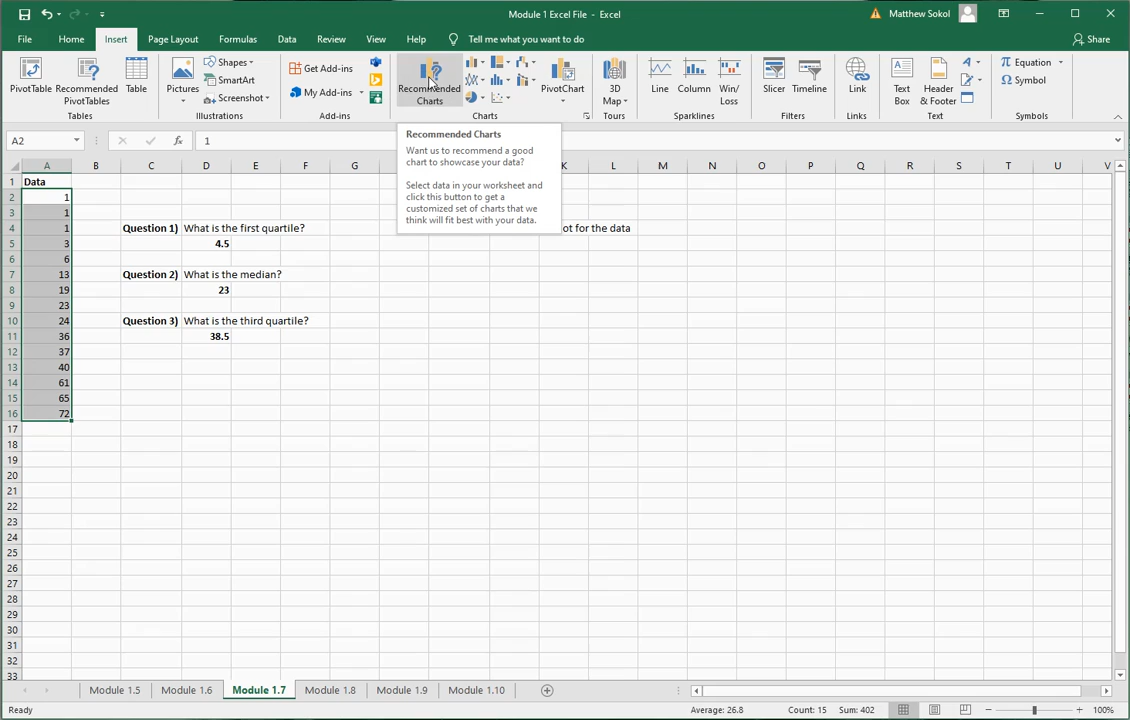 Module 1 Excel File - Excel
Matthew Sokol
File Home Insert Page Layout Formulas Data Review View Help Tell me what you want to do Share
PivotTable Recommended PivotTables Table
Tables
Pictures Shapes SmartArt Screenshot
Illustrations
Get Add-ins
My Add-ins
Add-ins
Recommended Charts
PivotChart
Charts
3D Map
Tours
Line Column Win/Loss
Sparklines
Slicer Timeline
Filters
Link
Links
Text Box Header & Footer
Text
Equation
Symbol
Symbols
A2 fx 1
Recommended Charts
Want us to recommend a good
chart to showcase your data?
Select data in your worksheet and
click this button to get a
customized set of charts that we
think will fit best with your data.
A B C D E F G K L M N O P Q R S T U V
1 Data
2 1
3 1
4 1 Question 1) What is the first quartile? ot for the data
5 3 4.5
6 6
7 13 Question 2) What is the median?
8 19 23
9 23
10 24 Question 3) What is the third quartile?
11 36 38.5
12 37
13 40
14 61
15 65
16 72
17
18
19
20
21
22
23
24
25
26
27
28
29
30
31
32
33
Module 1.5 Module 1.6 Module 1.7 Module 1.8 Module 1.9 Module 1.10
Ready Average: 26.8 Count: 15 Sum: 402 100%